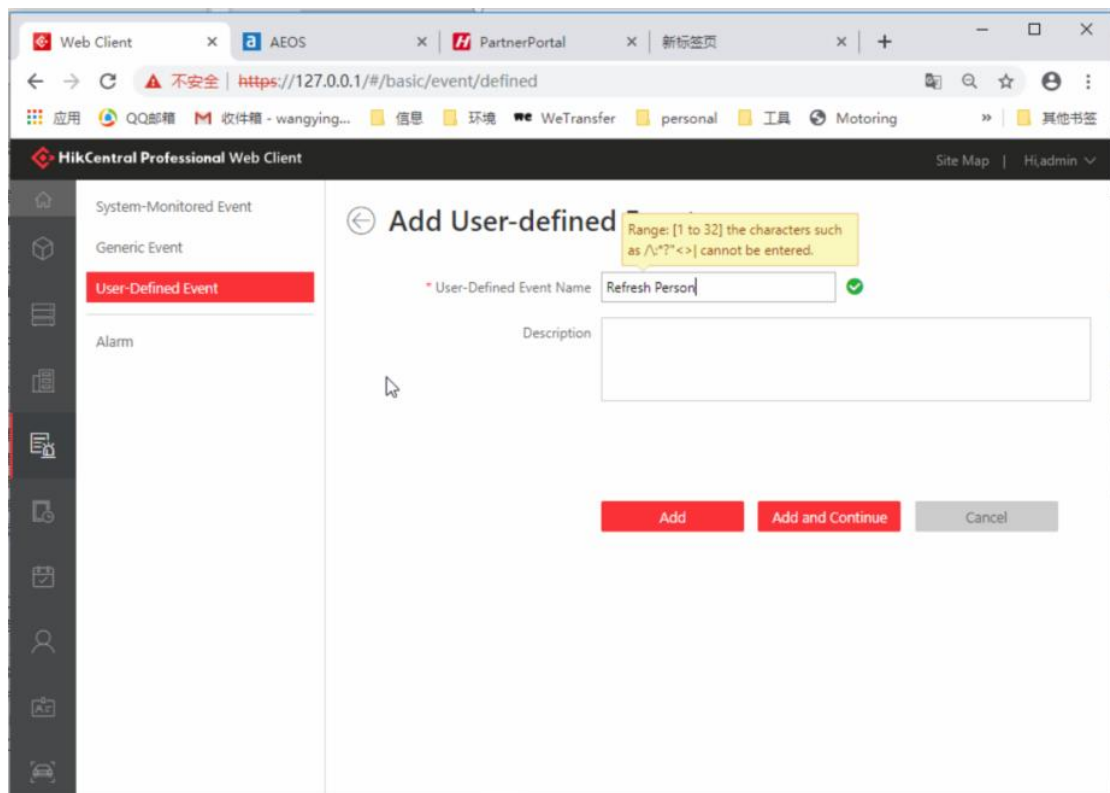 Web Client
AEOS
PartnerPortal
新标签页
不安全 | https://127.0.0.1/#/basic/event/defined
应用
QQ邮箱
收件箱 - wangying...
信息
环境
we WeTransfer
personal
工具
Motoring
»
其他书签
HikCentral Professional Web Client
Site Map | Hi,admin
System-Monitored Event
Generic Event
User-Defined Event
Alarm
Add User-defined
Range: [1 to 32] the characters such
as /\:*?"<>| cannot be entered.
* User-Defined Event Name
Refresh Person
Description
Add
Add and Continue
Cancel